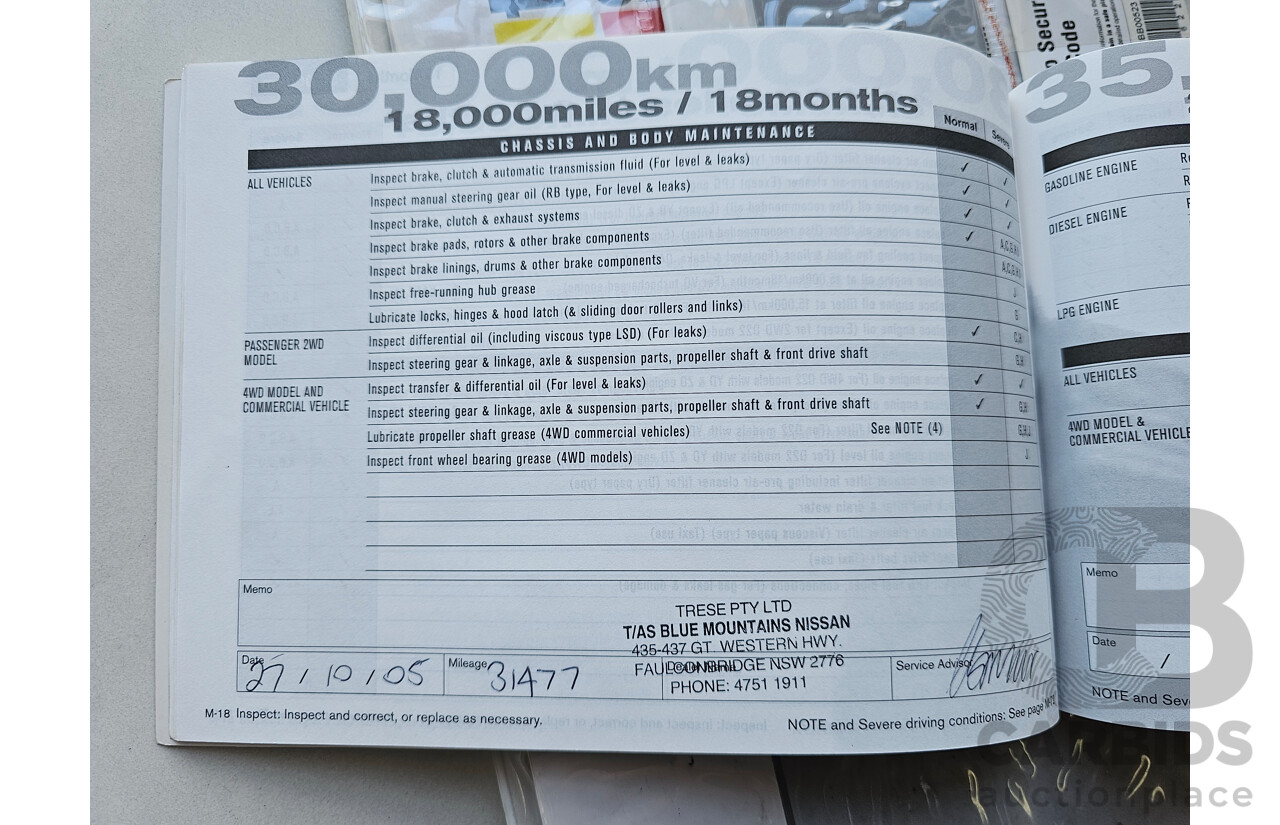 Secur
ode
BB00523
30,000km
18,000miles / 18months
CHASSIS AND BODY MAINTENANCE
Normal
Severe
ALL VEHICLES
Inspect brake, clutch & automatic transmission fluid (For level & leaks) ✓ ✓
Inspect manual steering gear oil (RB type, For level & leaks) ✓ ✓
Inspect brake, clutch & exhaust systems ✓ ✓
Inspect brake pads, rotors & other brake components ✓
Inspect brake linings, drums & other brake components
Inspect free-running hub grease
Lubricate locks, hinges & hood latch (& sliding door rollers and links)
PASSENGER 2WD
MODEL
Inspect differential oil (including viscous type LSD) (For leaks) ✓
Inspect steering gear & linkage, axle & suspension parts, propeller shaft & front drive shaft
4WD MODEL AND
COMMERCIAL VEHICLE
Inspect transfer & differential oil (For level & leaks) ✓ ✓
Inspect steering gear & linkage, axle & suspension parts, propeller shaft & front drive shaft ✓
Lubricate propeller shaft grease (4WD commercial vehicles) See NOTE (4)
Inspect front wheel bearing grease (4WD models)
Memo
TRESE PTY LTD
T/AS BLUE MOUNTAINS NISSAN
435-437 GT. WESTERN HWY.
FAULCONBRIDGE NSW 2776
PHONE: 4751 1911
Date
27 / 10 / 05
Mileage
31477
Service Advisor
M-18 Inspect: Inspect and correct, or replace as necessary.
NOTE and Severe driving conditions: See page
35,
GASOLINE ENGINE
DIESEL ENGINE
LPG ENGINE
ALL VEHICLES
4WD MODEL &
COMMERCIAL VEHICLE
Memo
Date
/
NOTE and Sev
CARBIDS
auctionplace